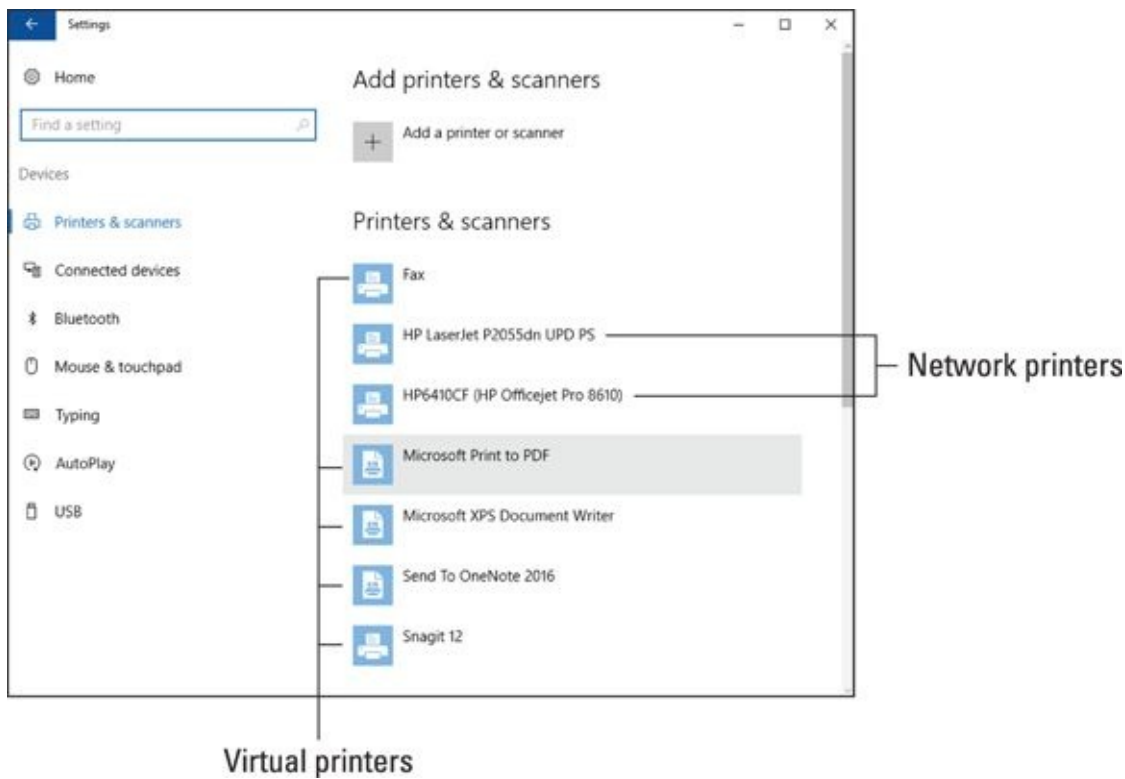 Settings
Home
Find a setting
Devices
Printers & scanners
Connected devices
Bluetooth
Mouse & touchpad
Typing
AutoPlay
USB
Add printers & scanners
Add a printer or scanner
Printers & scanners
Fax
HP LaserJet P2055dn UPD PS
HP6410CF (HP Officejet Pro 8610)
Microsoft Print to PDF
Microsoft XPS Document Writer
Send To OneNote 2016
Snagit 12
Network printers
Virtual printers